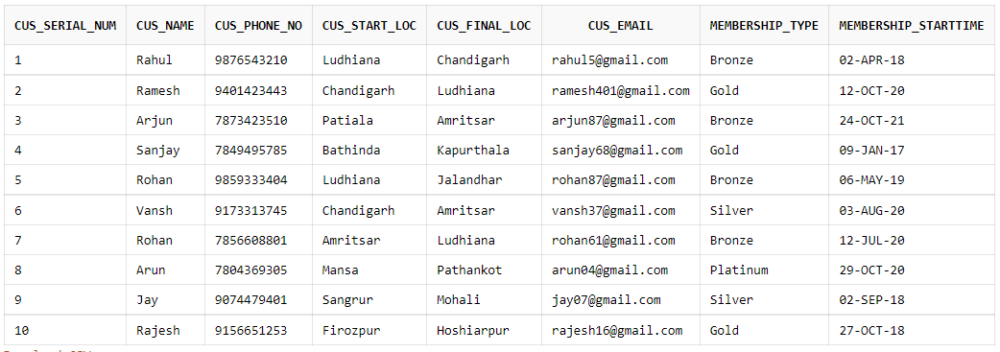 CUS_SERIAL_NUM CUS_NAME CUS_PHONE_NO CUS_START_LOC CUS_FINAL_LOC CUS_EMAIL MEMBERSHIP_TYPE MEMBERSHIP_STARTTIME
1 Rahul 9876543210 Ludhiana Chandigarh rahul5@gmail.com Bronze 02-APR-18
2 Ramesh 9401423443 Chandigarh Ludhiana ramesh401@gmail.com Gold 12-OCT-20
3 Arjun 7873423510 Patiala Amritsar arjun87@gmail.com Bronze 24-OCT-21
4 Sanjay 7849495785 Bathinda Kapurthala sanjay68@gmail.com Gold 09-JAN-17
5 Rohan 9859333404 Ludhiana Jalandhar rohan87@gmail.com Bronze 06-MAY-19
6 Vansh 9173313745 Chandigarh Amritsar vansh37@gmail.com Silver 03-AUG-20
7 Rohan 7856608801 Amritsar Ludhiana rohan61@gmail.com Bronze 12-JUL-20
8 Arun 7804369305 Mansa Pathankot arun04@gmail.com Platinum 29-OCT-20
9 Jay 9074479401 Sangrur Mohali jay07@gmail.com Silver 02-SEP-18
10 Rajesh 9156651253 Firozpur Hoshiarpur rajesh16@gmail.com Gold 27-OCT-18